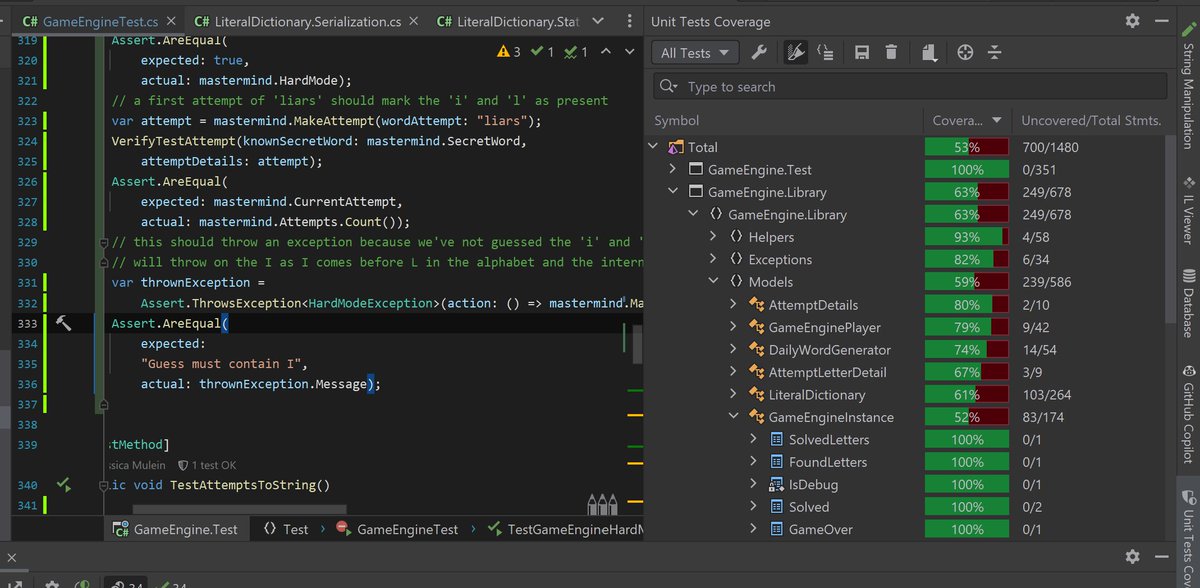 C# GameEngineTest.cs
C# LiteralDictionary.Serialization.cs
C# LiteralDictionary.Stat
Unit Tests Coverage
319 Assert.AreEqual(
320 expected: true,
321 actual: mastermind.HardMode);
322 // a first attempt of 'liars' should mark the 'i' and 'l' as present
323 var attempt = mastermind.MakeAttempt(wordAttempt: "liars");
324 VerifyTestAttempt(knownSecretWord: mastermind.SecretWord,
325 attemptDetails: attempt);
326 Assert.AreEqual(
327 expected: mastermind.CurrentAttempt,
328 actual: mastermind.Attempts.Count());
329 // this should throw an exception because we've not guessed the 'i' and '
330 // will throw on the I as I comes before L in the alphabet and the intern
331 var thrownException =
332 Assert.ThrowsException<HardModeException>(action: () => mastermind.Ma
333 Assert.AreEqual(
334 expected:
335 "Guess must contain I",
336 actual: thrownException.Message);
337
338
339 stMethod]
ssica Mulein 1 test OK
340 ic void TestAttemptsToString()
341
3 1 1
GameEngine.Test
Test
GameEngineTest
TestGameEngineHardM
All Tests
Type to search
Symbol Covera... Uncovered/Total Stmts.
Total 53% 700/1480
GameEngine.Test 100% 0/351
GameEngine.Library 63% 249/678
GameEngine.Library 63% 249/678
Helpers 93% 4/58
Exceptions 82% 6/34
Models 59% 239/586
AttemptDetails 80% 2/10
GameEnginePlayer 79% 9/42
DailyWordGenerator 74% 14/54
AttemptLetterDetail 67% 3/9
LiteralDictionary 61% 103/264
GameEngineInstance 52% 83/174
SolvedLetters 100% 0/1
FoundLetters 100% 0/1
IsDebug 100% 0/1
Solved 100% 0/2
GameOver 100% 0/1
String Manipulation
IL Viewer
Database
GitHub Copilot
Unit Tests Cov
34 34